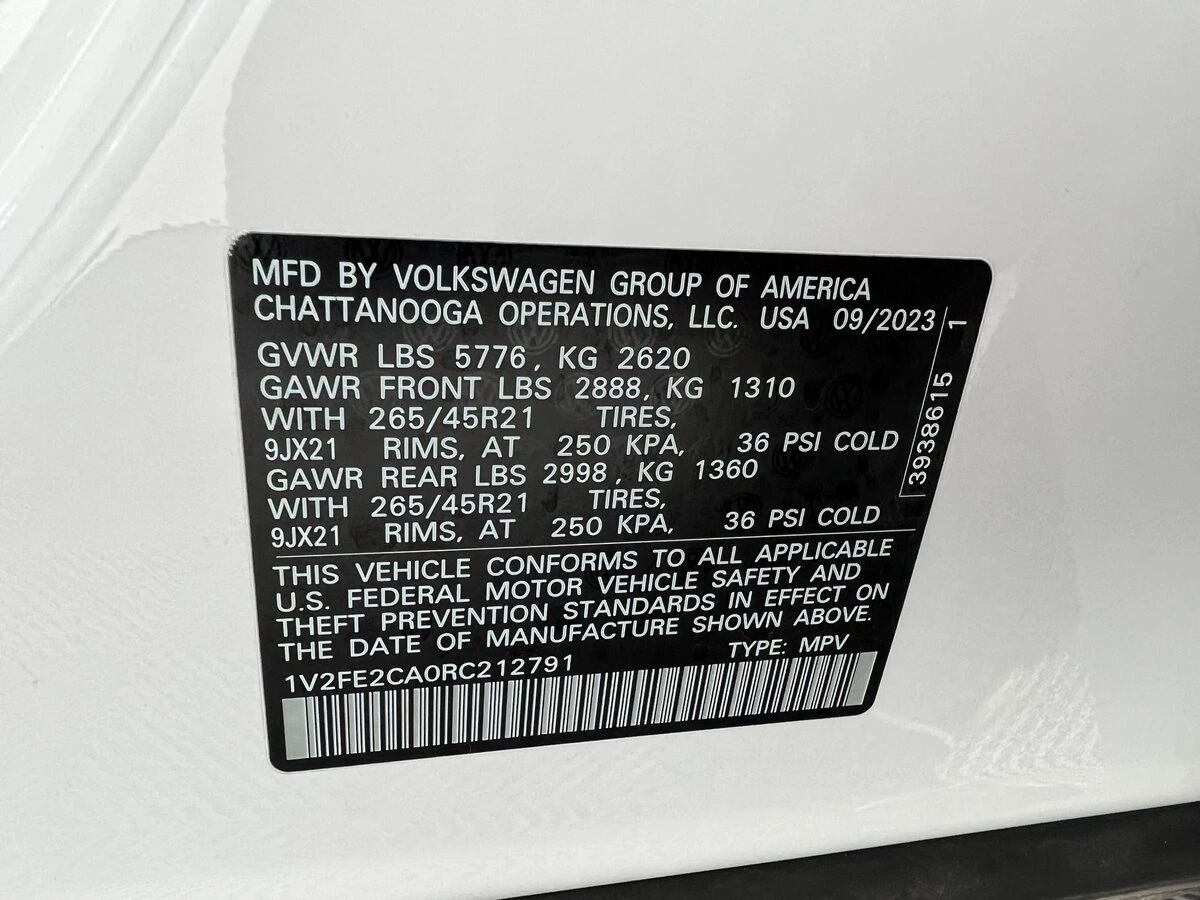 MFD BY VOLKSWAGEN GROUP OF AMERICA
CHATTANOOGA OPERATIONS, LLC. USA 09/2023
GVWR LBS 5776, KG 2620
GAWR FRONT LBS 2888, KG 1310
WITH 265/45R21 TIRES,
9JX21 RIMS, AT 250 KPA, 36 PSI COLD
GAWR REAR LBS 2998, KG 1360
WITH 265/45R21 TIRES,
9JX21 RIMS, AT 250 KPA, 36 PSI COLD
THIS VEHICLE CONFORMS TO ALL APPLICABLE
U.S. FEDERAL MOTOR VEHICLE SAFETY AND
THEFT PREVENTION STANDARDS IN EFFECT ON
THE DATE OF MANUFACTURE SHOWN ABOVE.
1V2FE2CA0RC212791 TYPE: MPV
3938615 1